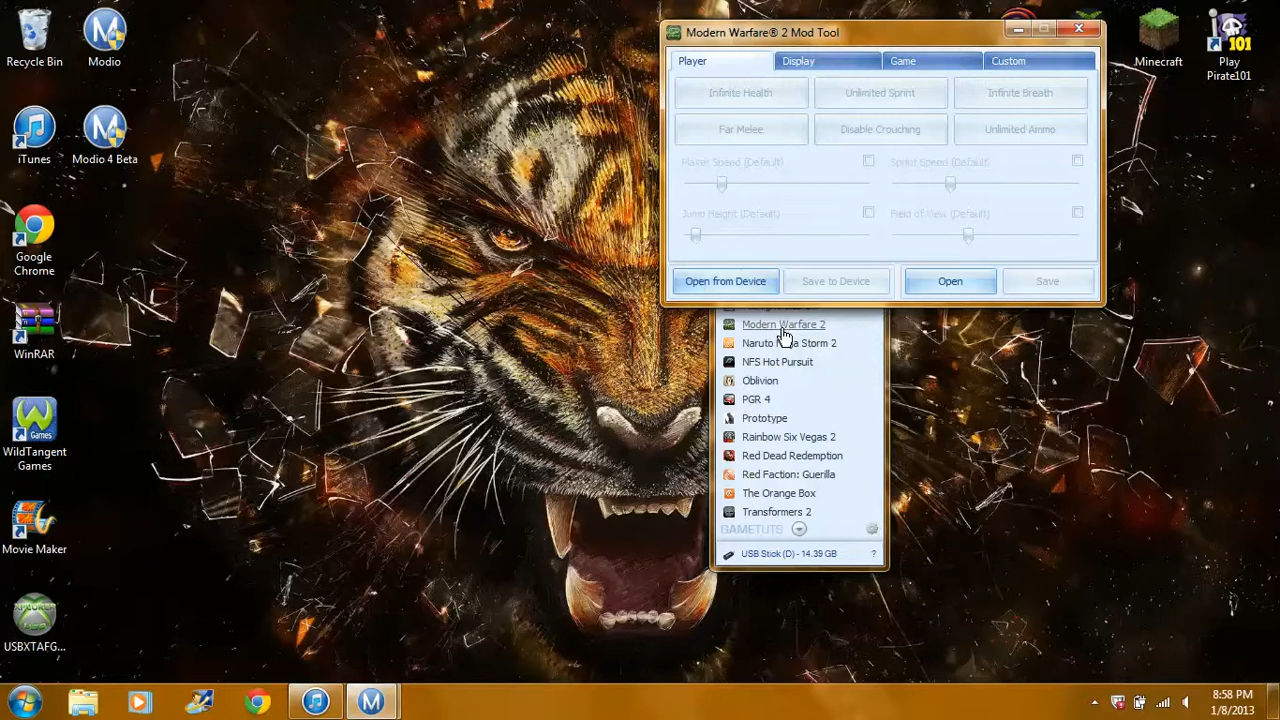 Recycle Bin
Modio
iTunes
Modio 4 Beta
Google
Chrome
WinRAR
WildTangent
Games
Movie Maker
USBXTAFG...
Modern Warfare® 2 Mod Tool
Player
Display
Game
Custom
Infinite Health
Unlimited Sprint
Infinite Breath
Far Melee
Disable Crouching
Unlimited Ammo
Player Speed (Default)
Sprint Speed (Default)
Jump Height (Default)
Field of View (Default)
Open from Device
Save to Device
Open
Save
Minecraft
101
Play
Pirate101
Modern Warfare 2
Naruto Storm 2
NFS Hot Pursuit
Oblivion
PGR 4
Prototype
Rainbow Six Vegas 2
Red Dead Redemption
Red Faction: Guerilla
The Orange Box
Transformers 2
GAMETUTS
USB Stick (D) - 14.39 GB
?
8:58 PM
1/8/2013